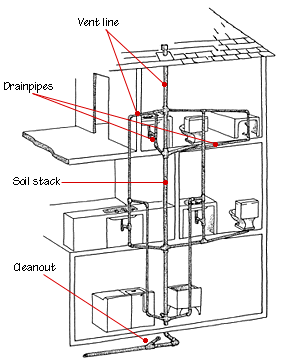 Vent line
Drainpipes
Soil stack
Cleanout